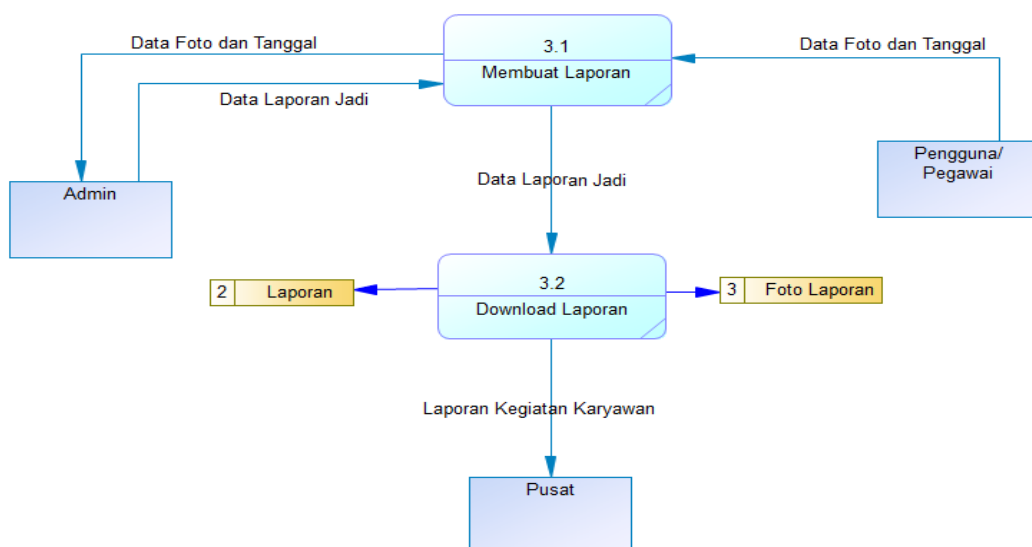 Data Foto dan Tanggal
3.1
Membuat Laporan
Data Foto dan Tanggal
Data Laporan Jadi
Admin
Pengguna/
Pegawai
Data Laporan Jadi
2 Laporan
3.2
Download Laporan
3 Foto Laporan
Laporan Kegiatan Karyawan
Pusat